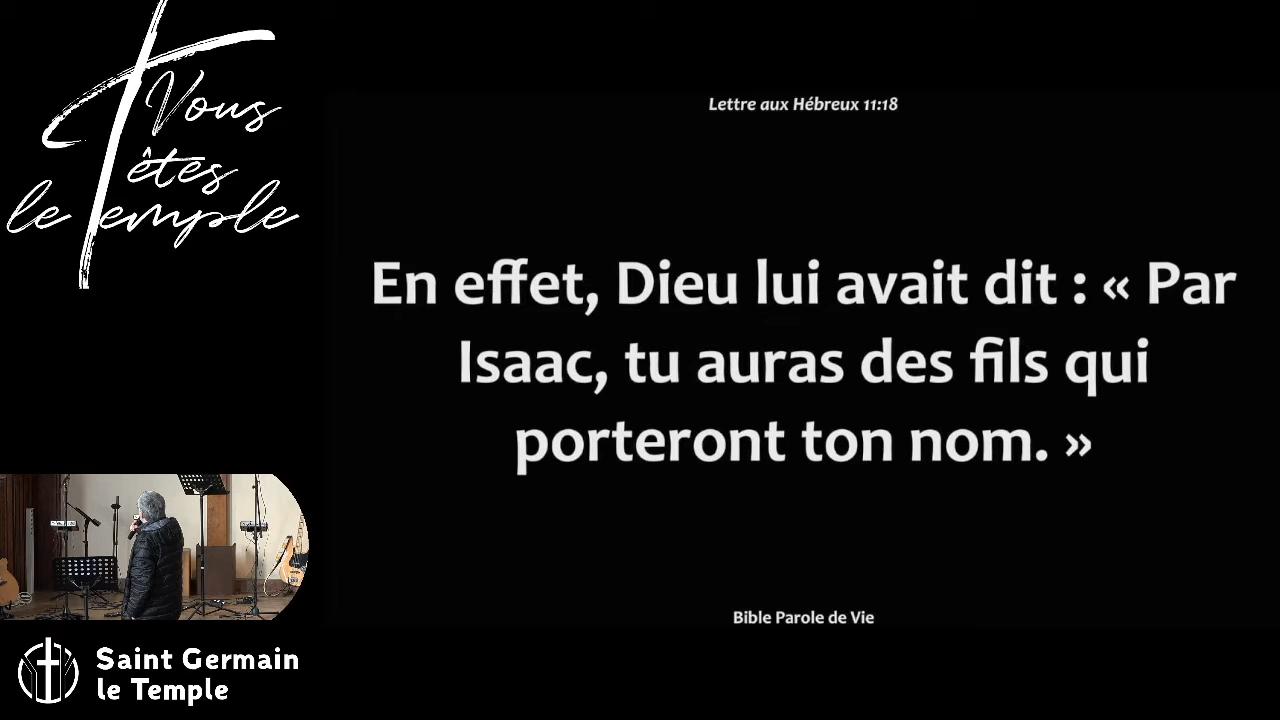 Vous
êtes
le Temple
Lettre aux Hébreux 11:18
En effet, Dieu lui avait dit : « Par
Isaac, tu auras des fils qui
porteront ton nom. »
Bible Parole de Vie
Saint Germain
le Temple